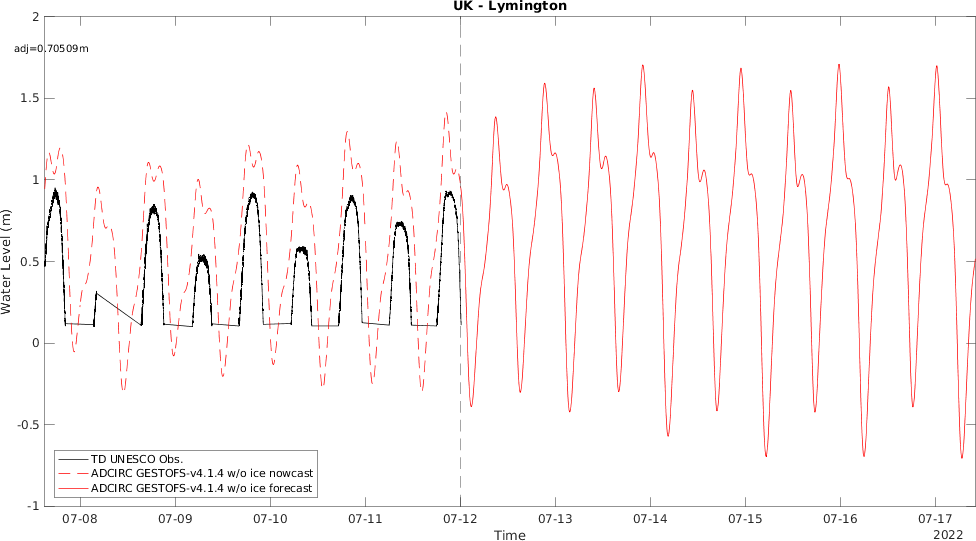 UK - Lymington
adj=0.70509m
Water Level (m)
2
1.5
1
0.5
0
-0.5
-1
TD UNESCO Obs.
ADCIRC GESTOFS-v4.1.4 w/o ice nowcast
ADCIRC GESTOFS-v4.1.4 w/o ice forecast
07-08 07-09 07-10 07-11 07-12 07-13 07-14 07-15 07-16 07-17
Time
2022